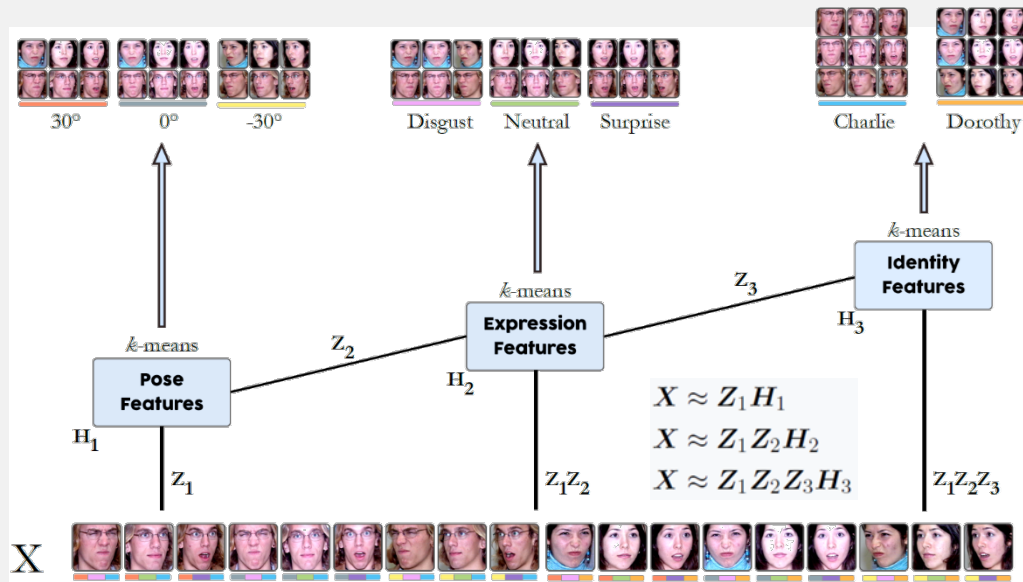 30° 0° -30°
Disgust Neutral Surprise
Charlie Dorothy
k-means
Identity
Features
H3
Z3
k-means
Expression
Features
H2
Z2
k-means
Pose
Features
H1
X ≈ Z1H1
X ≈ Z1Z2H2
X ≈ Z1Z2Z3H3
Z1 Z1Z2 Z1Z2Z3
X